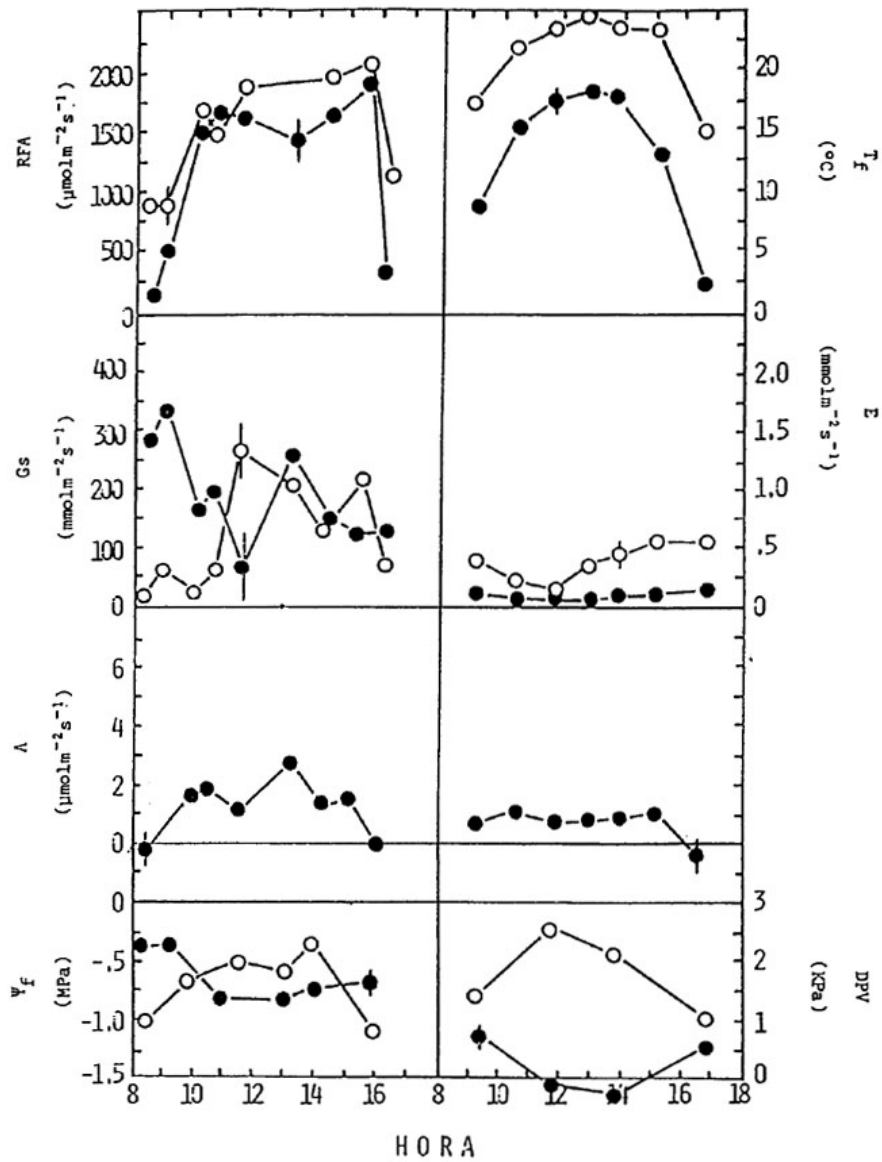 RFA
(µmolm⁻²s⁻¹)
2000
1500
1000
500
0
20
15
10
5
0
T_f
(ºC)
Gs
(mmolm⁻²s⁻¹)
400
300
200
100
0
2.0
1.5
1.0
.5
0
E
(mmolm⁻²s⁻¹)
A
(µmolm⁻²s⁻¹)
6
4
2
0
Ψ_f
(MPa)
0
-.5
-1.0
-1.5
3
2
1
0
DPV
(KPa)
8 10 12 14 16 8 10 12 14 16 18
HORA